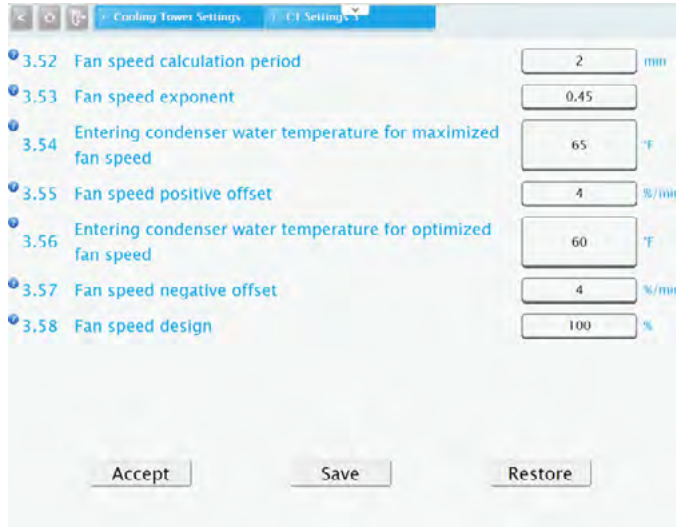 Cooling Tower Settings CT Settings 3
3.52 Fan speed calculation period 2 min
3.53 Fan speed exponent 0.45
Entering condenser water temperature for maximized
3.54 65 °F
fan speed
3.55 Fan speed positive offset 4 %/min
Entering condenser water temperature for optimized
3.56 60 °F
fan speed
3.57 Fan speed negative offset 4 %/min
3.58 Fan speed design 100 %
Accept Save Restore